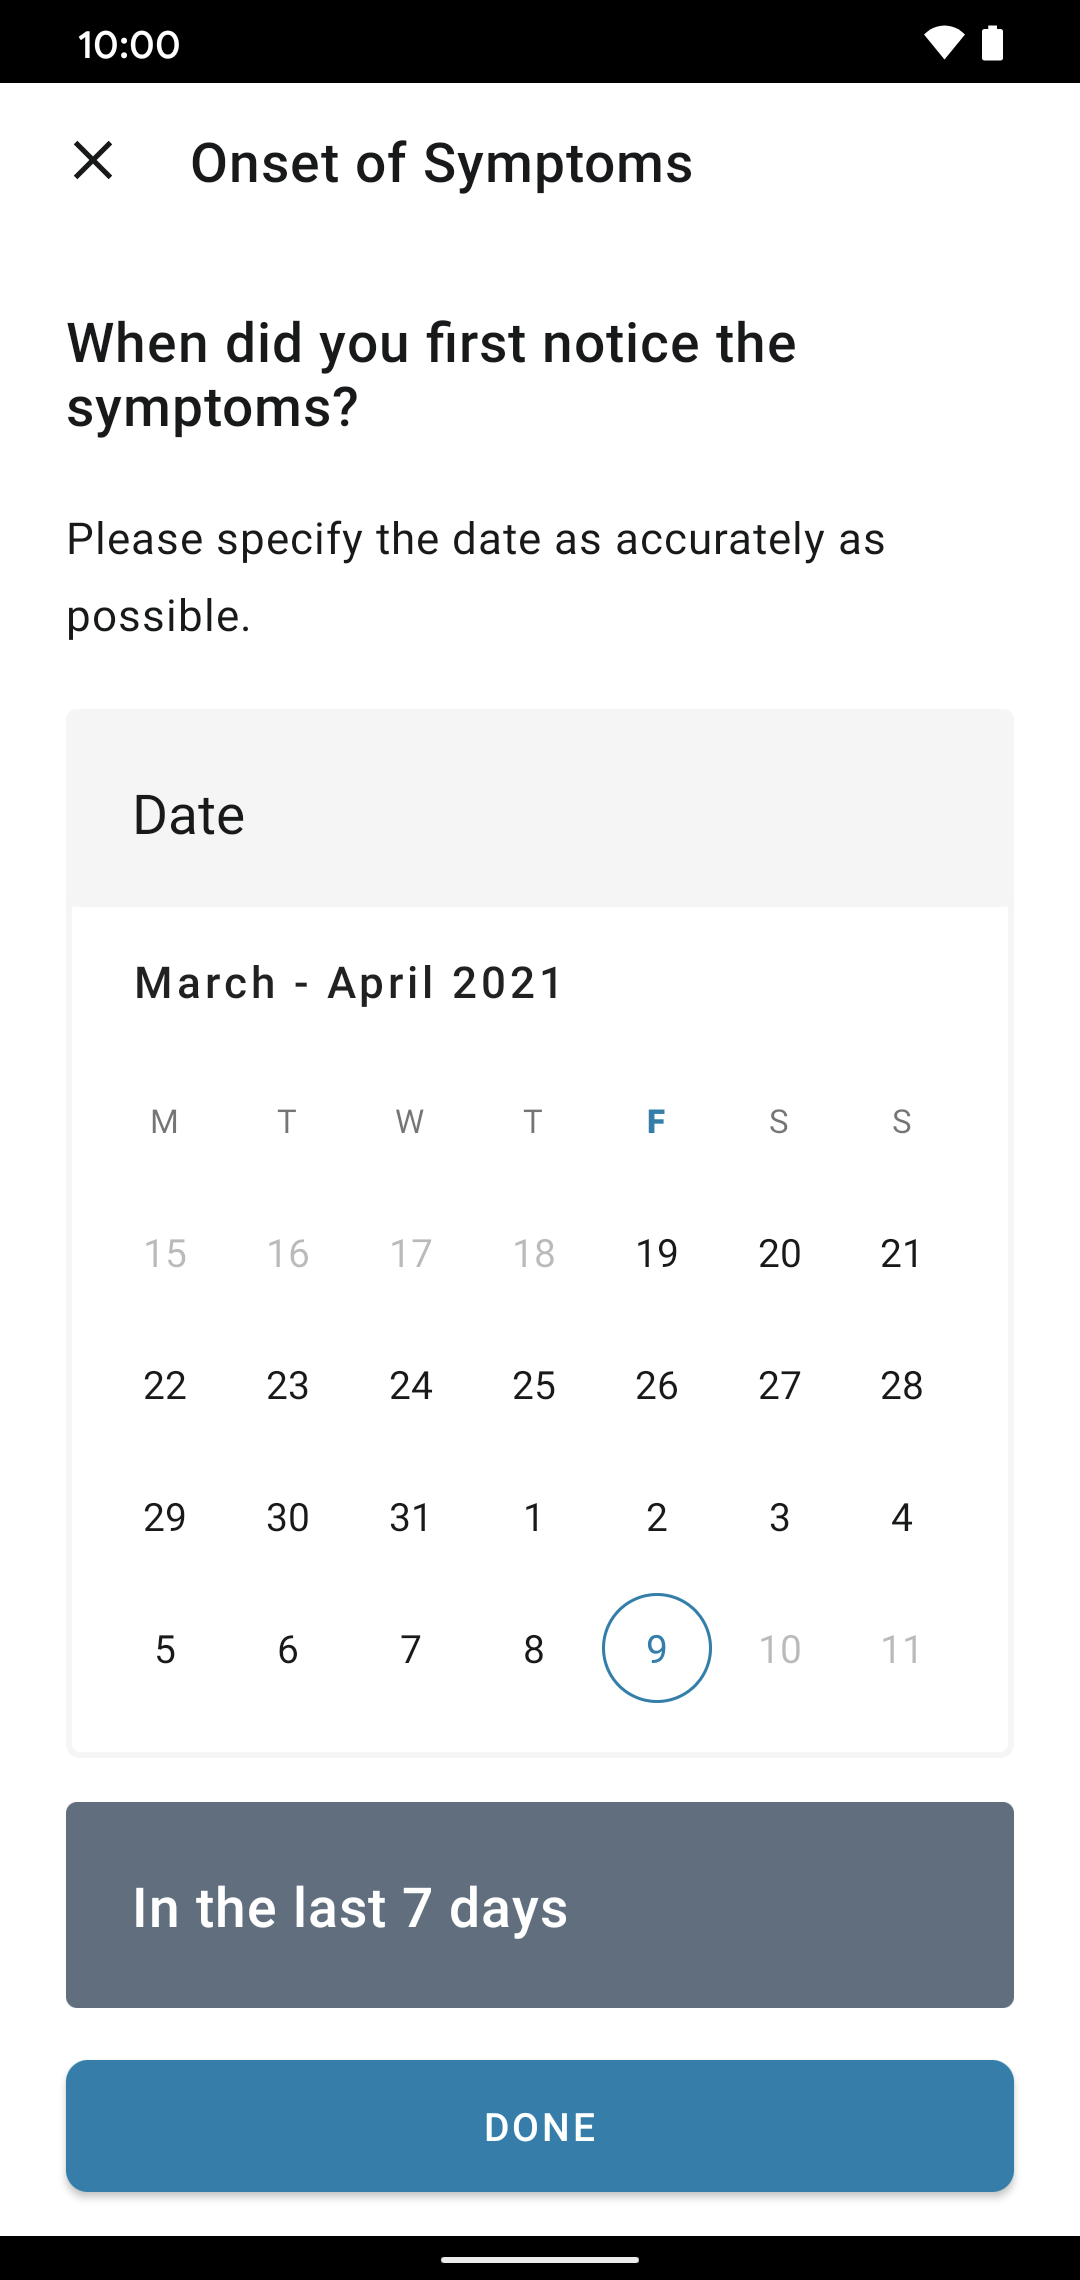 10:00
Onset of Symptoms
When did you first notice the
symptoms?
Please specify the date as accurately as
possible.
Date
March - April 2021
M T W T F S S
15 16 17 18 19 20 21
22 23 24 25 26 27 28
29 30 31 1 2 3 4
5 6 7 8 9 10 11
In the last 7 days
DONE